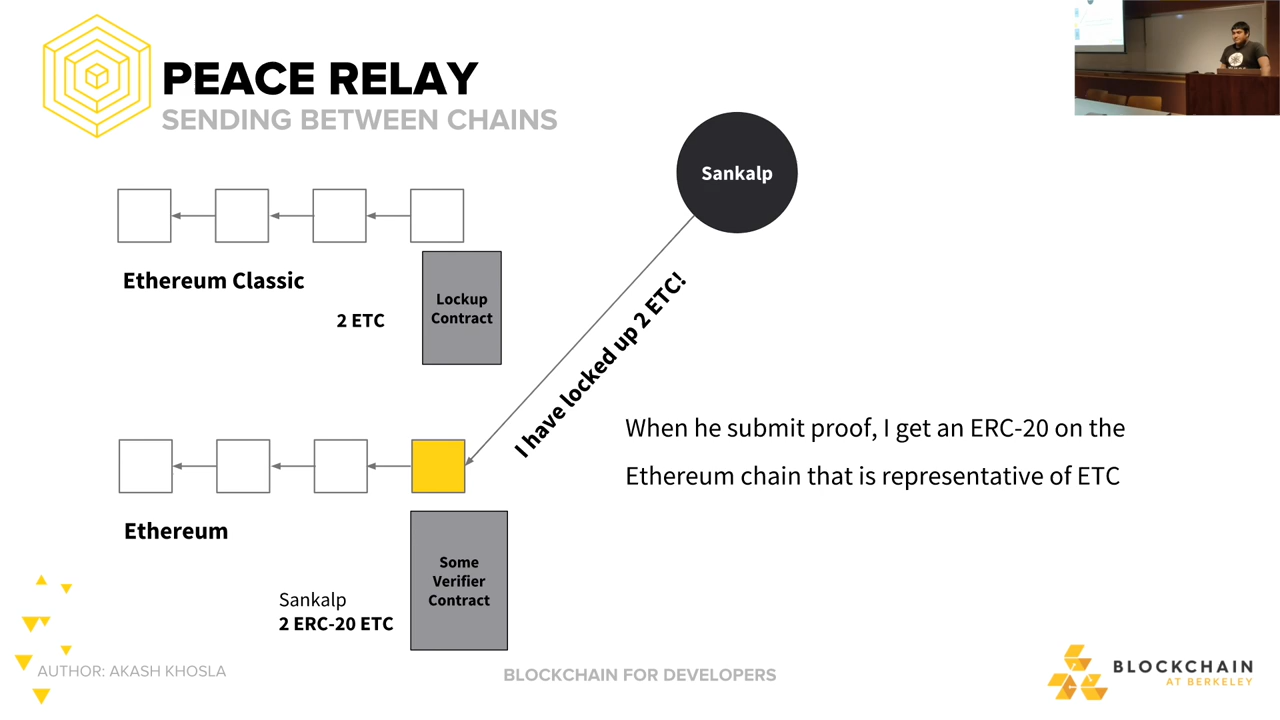 PEACE RELAY
SENDING BETWEEN CHAINS
Sankalp
Ethereum Classic
2 ETC
Lockup
Contract
I have locked up 2 ETC!
When he submit proof, I get an ERC-20 on the
Ethereum chain that is representative of ETC
Ethereum
Some
Verifier
Contract
Sankalp
2 ERC-20 ETC
AUTHOR: AKASH KHOSLA
BLOCKCHAIN FOR DEVELOPERS
BLOCKCHAIN
AT BERKELEY